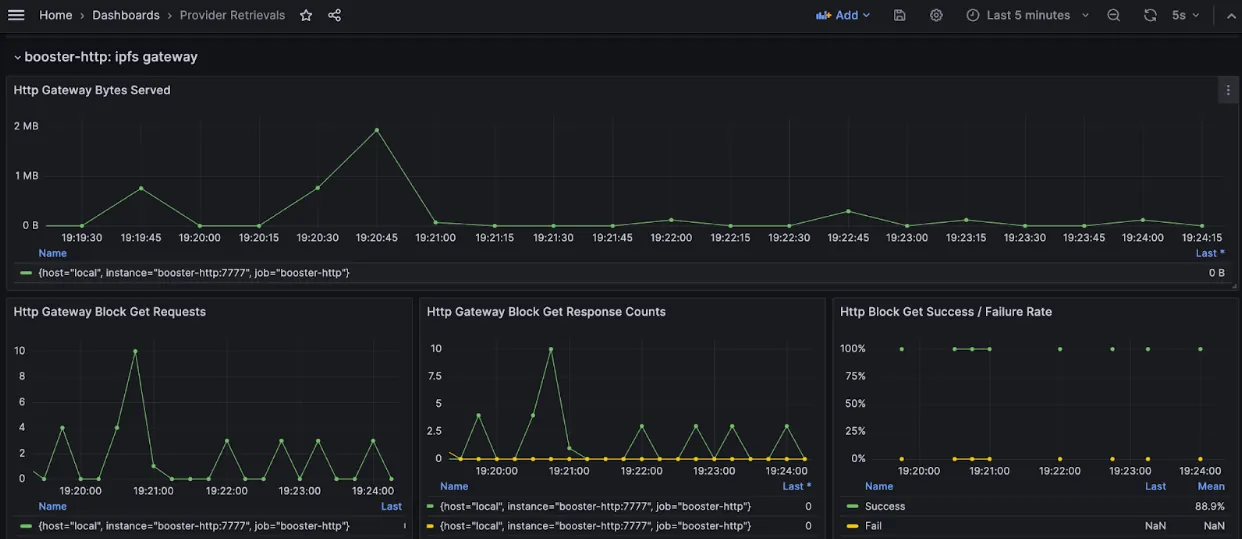 Home > Dashboards > Provider Retrievals Add Last 5 minutes 5s
booster-http: ipfs gateway
Http Gateway Bytes Served
2 MB
1 MB
0 B
19:19:30 19:19:45 19:20:00 19:20:15 19:20:30 19:20:45 19:21:00 19:21:15 19:21:30 19:21:45 19:22:00 19:22:15 19:22:30 19:22:45 19:23:00 19:23:15 19:23:30 19:23:45 19:24:00 19:24:15
Name Last *
{host="local", instance="booster-http:7777", job="booster-http"} 0 B
Http Gateway Block Get Requests
10
8
6
4
2
0
19:20:00 19:21:00 19:22:00 19:23:00 19:24:00
Name Last
{host="local", instance="booster-http:7777", job="booster-http"}
Http Gateway Block Get Response Counts
10
7.5
5
2.5
0
19:20:00 19:21:00 19:22:00 19:23:00 19:24:00
Name Last *
{host="local", instance="booster-http:7777", job="booster-http"} 0
{host="local", instance="booster-http:7777", job="booster-http"} 0
Http Block Get Success / Failure Rate
100%
75%
50%
25%
0%
19:20:00 19:21:00 19:22:00 19:23:00 19:24:00
Name Last Mean
Success 88.9%
Fail NaN NaN